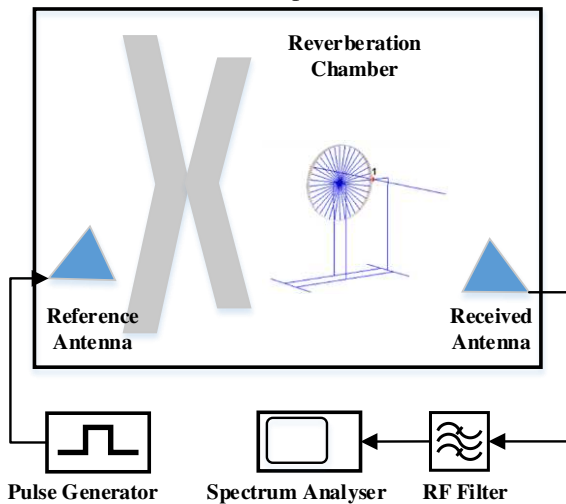 Reverberation
Chamber
1
Reference
Antenna
Received
Antenna
Pulse Generator
Spectrum Analyser
RF Filter